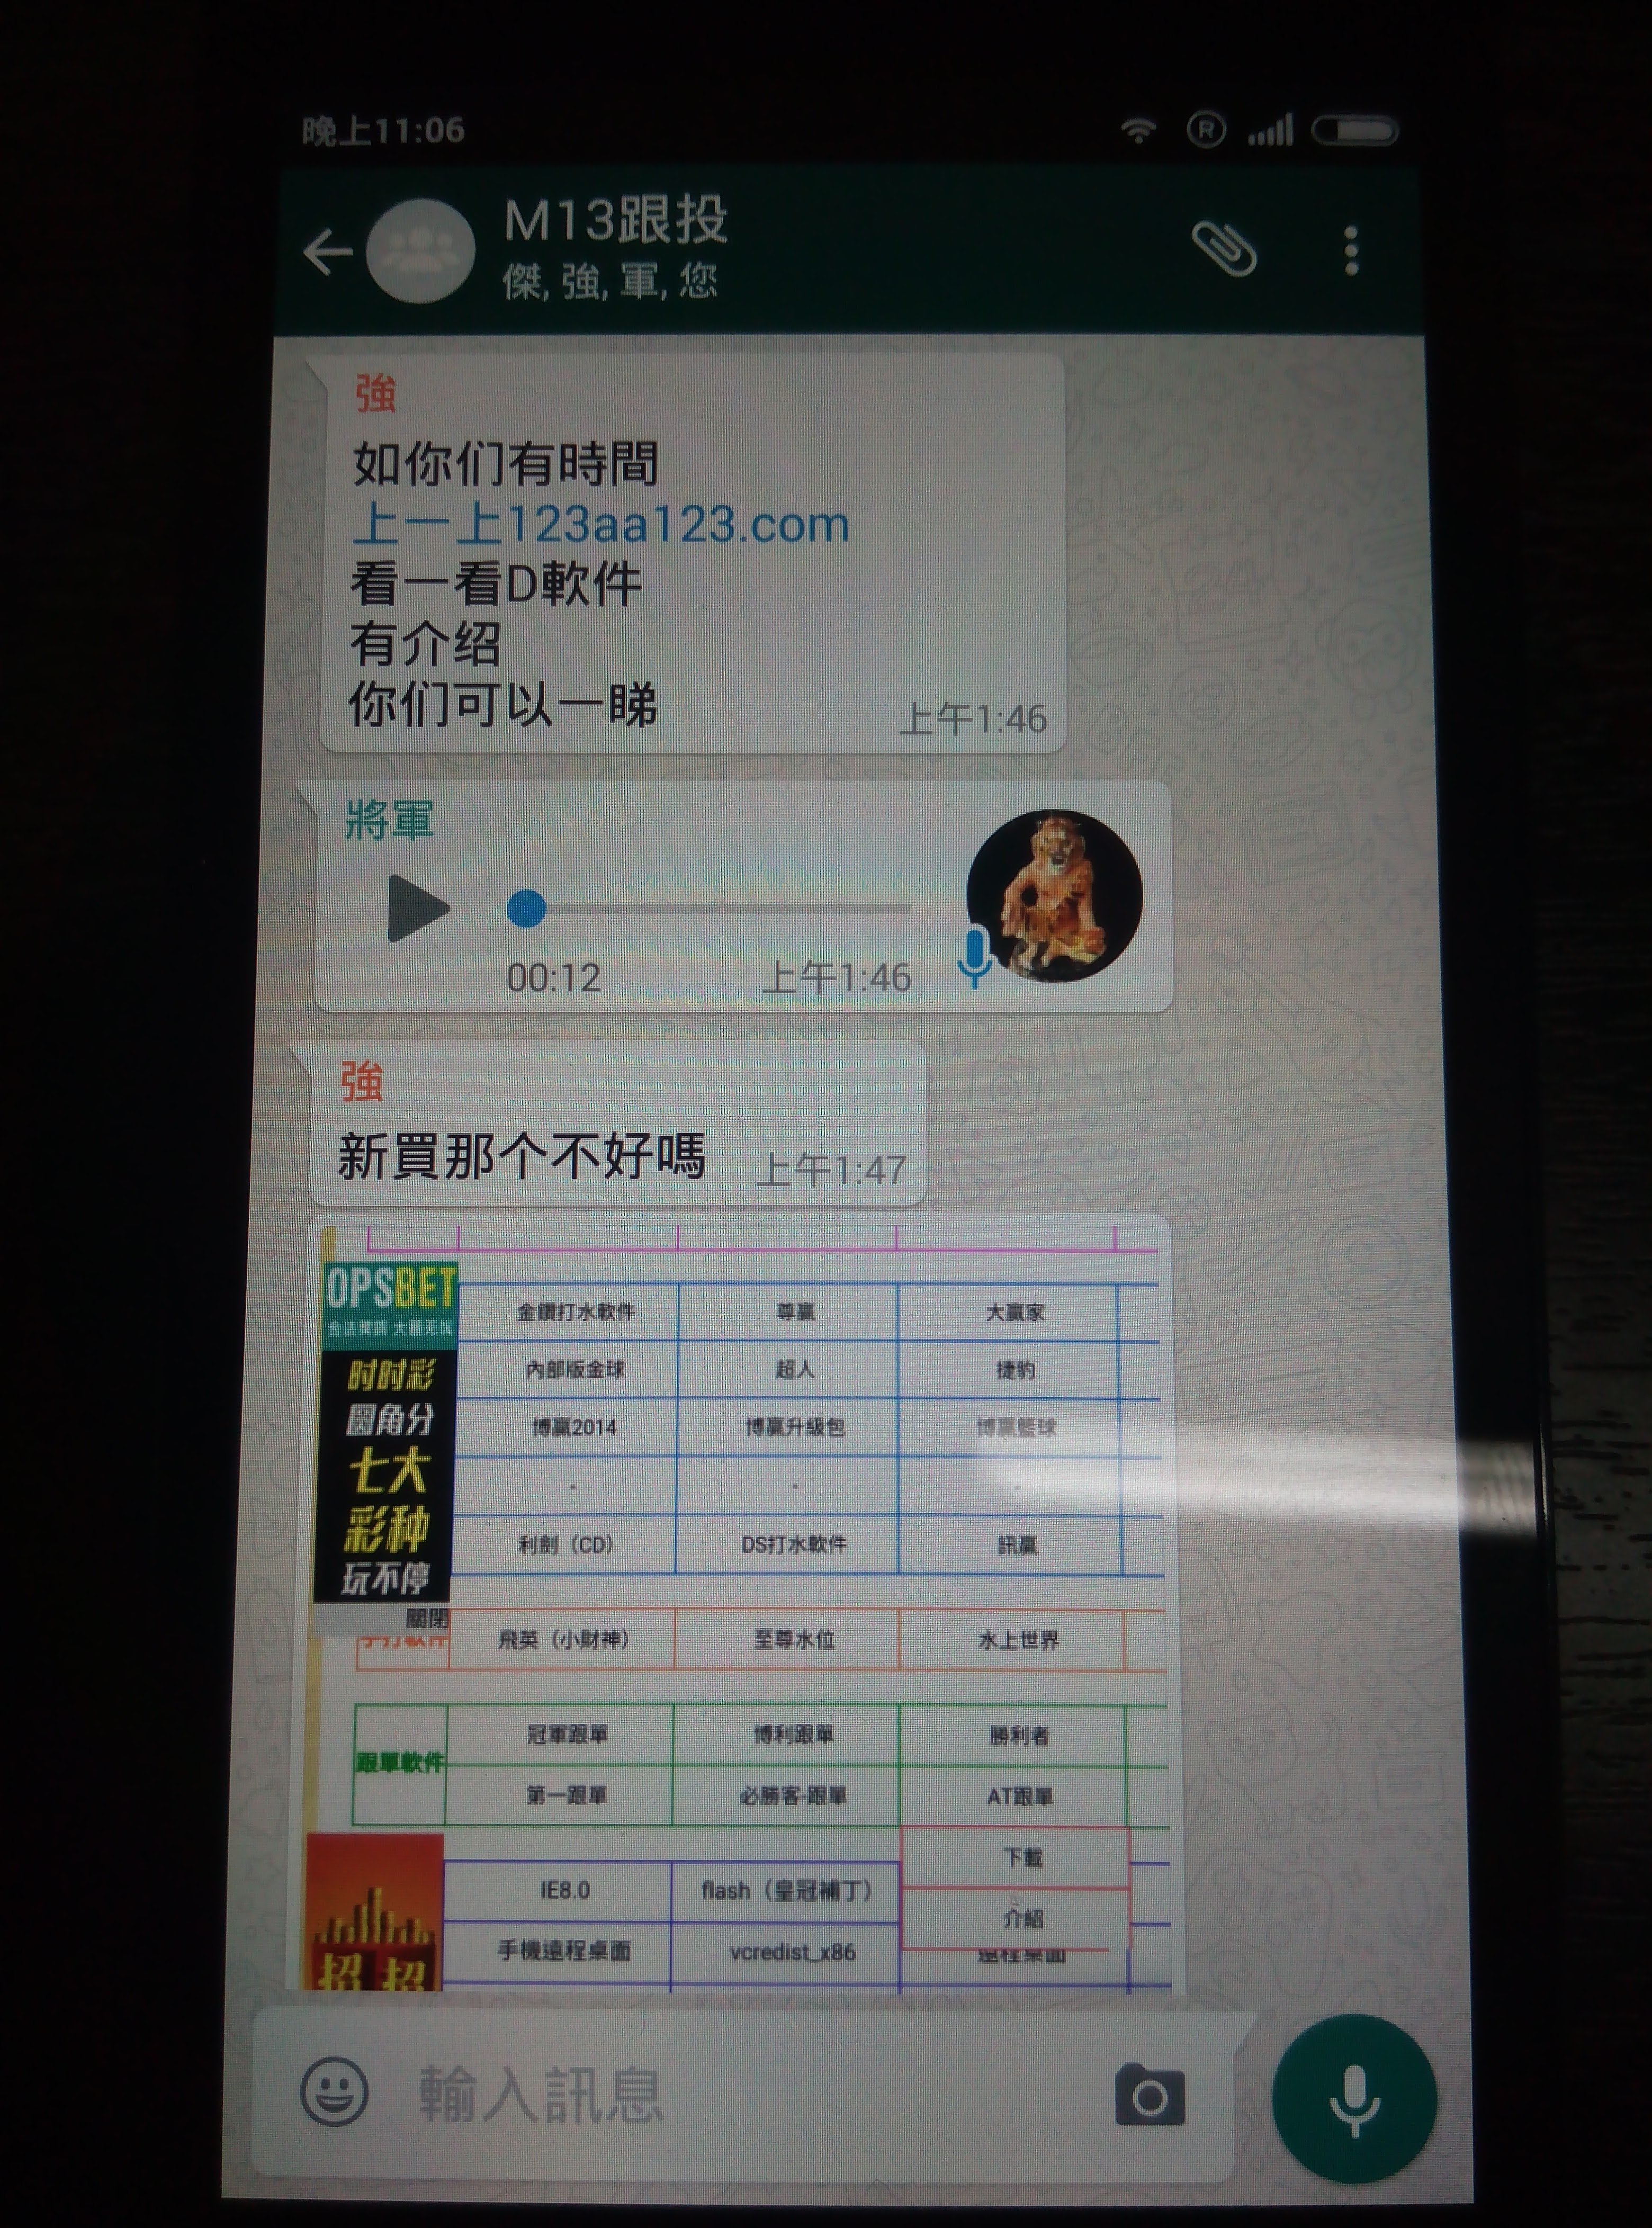 晚上11:06
R
M13跟投
傑, 強, 軍, 您
強
如你们有時間
上一上123aa123.com
看一看D軟件
有介绍
你们可以一睇
上午1:46
將軍
00:12 上午1:46
強
新買那个不好嗎
上午1:47
OPSBET
合法牌照 大額无忧
时时彩
圆角分
七大
彩种
玩不停
關閉
金鑽打水軟件 尊贏 大贏家
內部版金球 超人 捷豹
博贏2014 博贏升級包 博贏籃球
利劍（CD） DS打水軟件 訊贏
飛英（小財神） 至尊水位 水上世界
跟單軟件
冠軍跟單 博利跟單 勝利者
第一跟單 必勝客-跟單 AT跟單
下載
IE8.0 flash（皇冠補丁）
介紹
手機遠程桌面 vcredist_x86 遠程桌面
招 招
輸入訊息